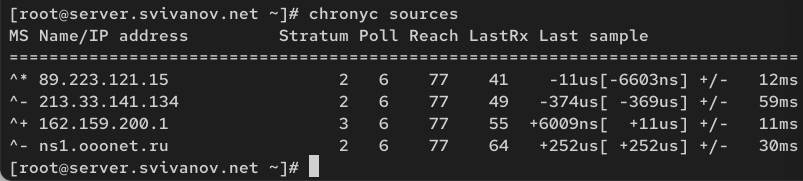 [root@server.svivanov.net ~]# chronyc sources
MS Name/IP address         Stratum Poll Reach LastRx Last sample
===============================================================================
^* 89.223.121.15                 2   6    77    41    -11us[-6603ns] +/-   12ms
^- 213.33.141.134                2   6    77    49   -374us[ -369us] +/-   59ms
^+ 162.159.200.1                 3   6    77    55  +6009ns[  +11us] +/-   11ms
^- ns1.ooonet.ru                 2   6    77    64   +252us[ +252us] +/-   30ms
[root@server.svivanov.net ~]#